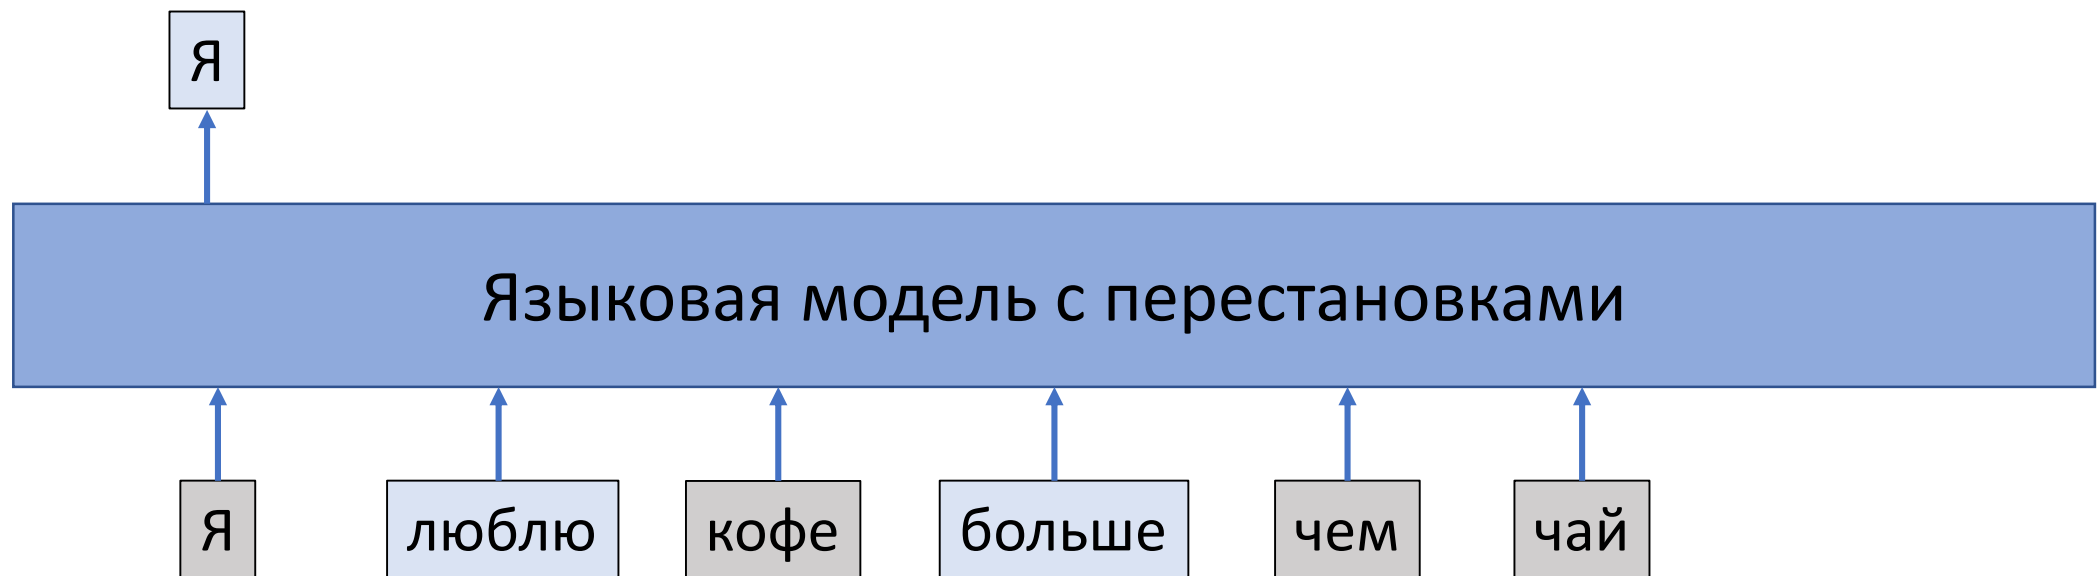 Я
Языковая модель с перестановками
Я люблю кофе больше чем чай